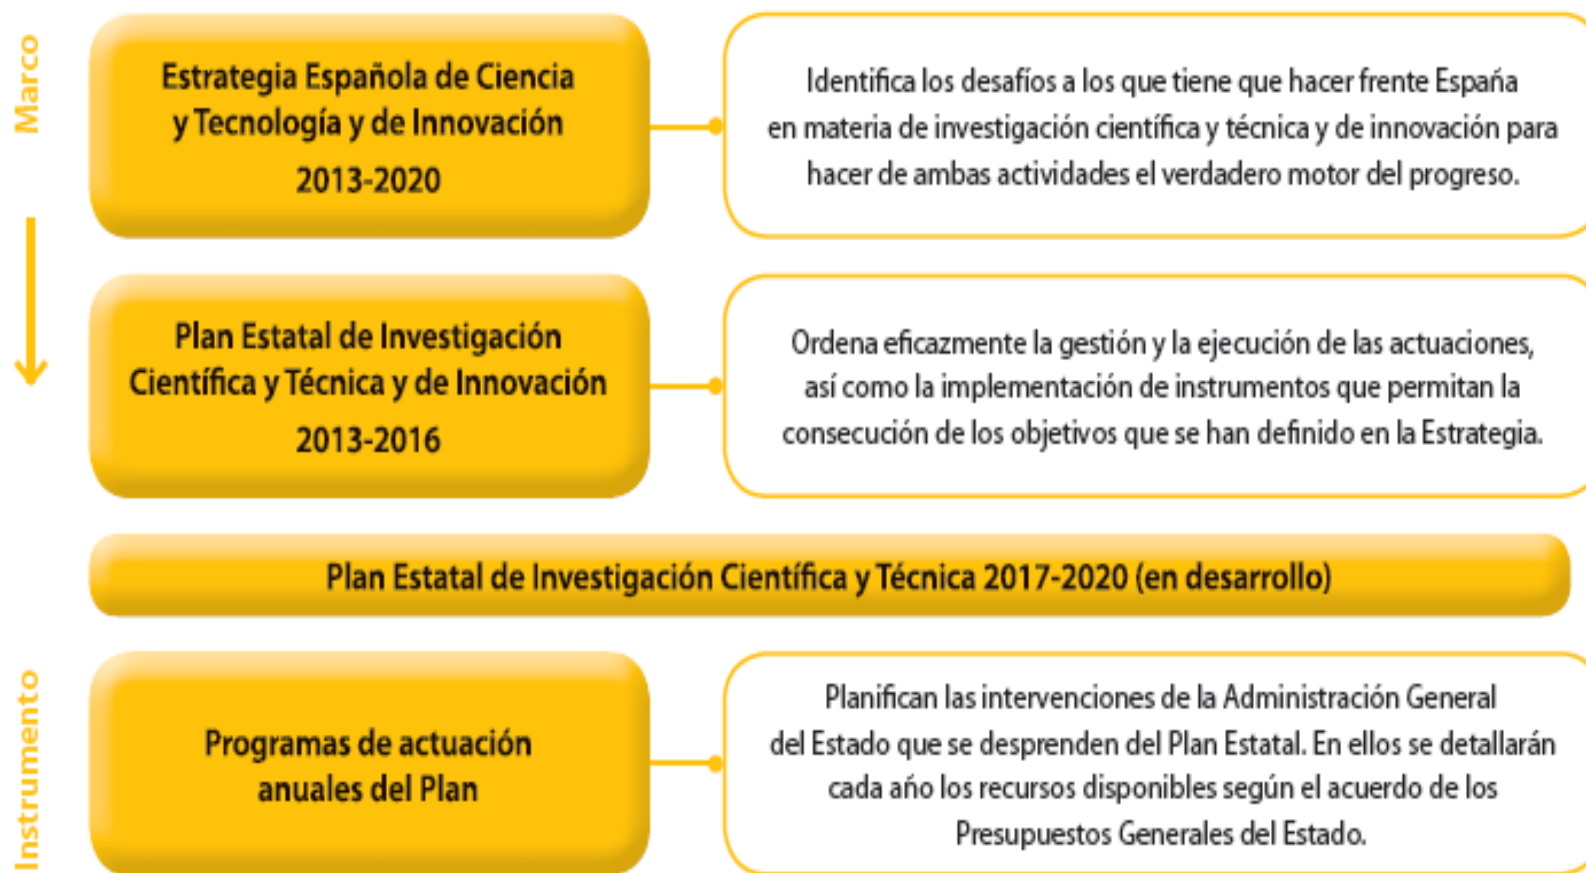 Marco
Estrategia Española de Ciencia
y Tecnología y de Innovación
2013-2020
Identifica los desafíos a los que tiene que hacer frente España
en materia de investigación científica y técnica y de innovación para
hacer de ambas actividades el verdadero motor del progreso.
Plan Estatal de Investigación
Científica y Técnica y de Innovación
2013-2016
Ordena eficazmente la gestión y la ejecución de las actuaciones,
así como la implementación de instrumentos que permitan la
consecución de los objetivos que se han definido en la Estrategia.
Plan Estatal de Investigación Científica y Técnica 2017-2020 (en desarrollo)
Instrumento
Programas de actuación
anuales del Plan
Planifican las intervenciones de la Administración General
del Estado que se desprenden del Plan Estatal. En ellos se detallarán
cada año los recursos disponibles según el acuerdo de los
Presupuestos Generales del Estado.